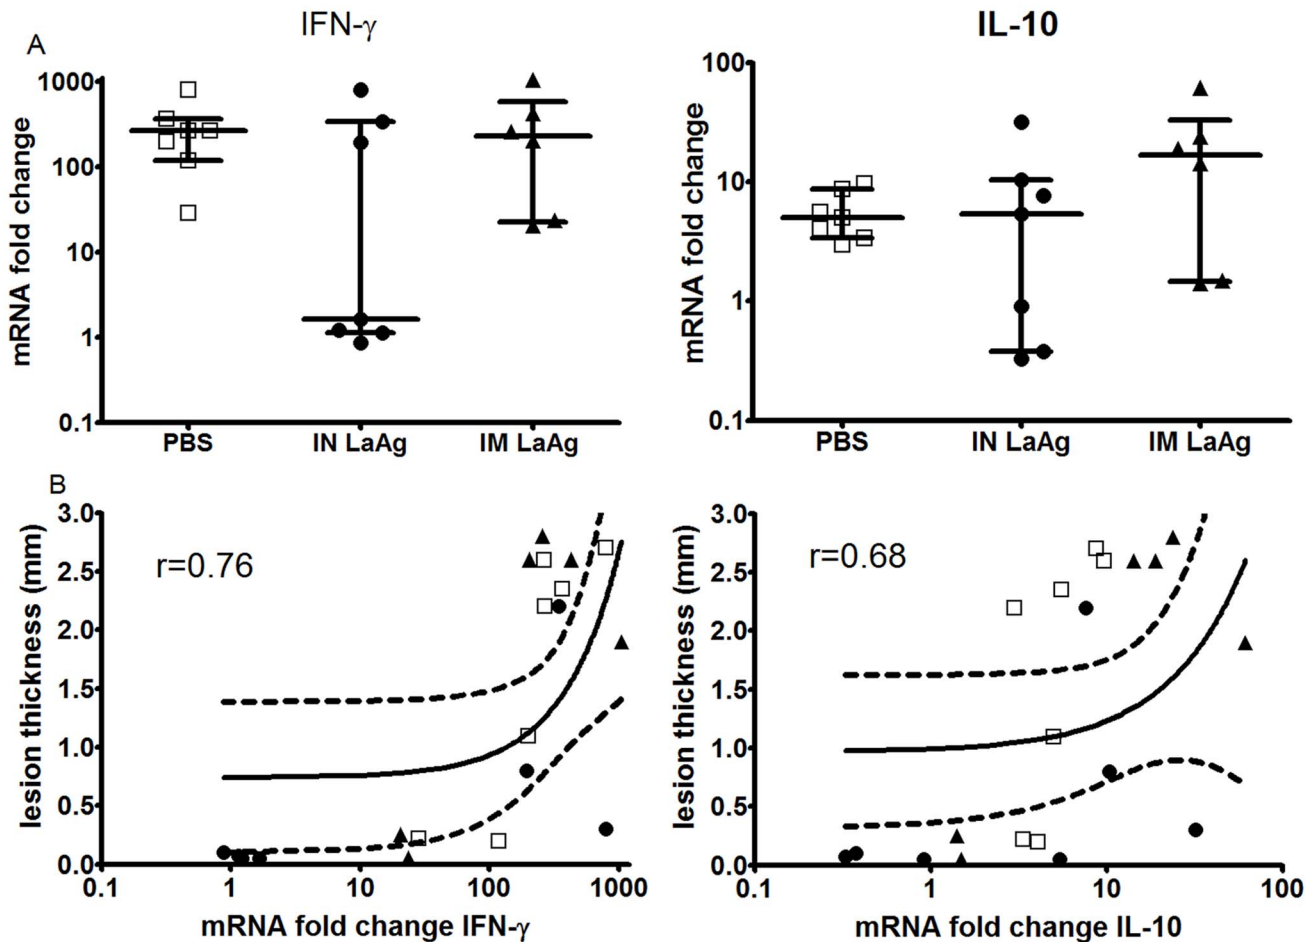 A
IFN-γ
mRNA fold change
1000
100
10
1
0.1
PBS
IN LaAg
IM LaAg
IL-10
mRNA fold change
100
10
1
0.1
PBS
IN LaAg
IM LaAg
B
r=0.76
lesion thickness (mm)
3.0
2.5
2.0
1.5
1.0
0.5
0.0
0.1
1
10
100
1000
mRNA fold change IFN-γ
r=0.68
lesion thickness (mm)
3.0
2.5
2.0
1.5
1.0
0.5
0.0
0.1
1
10
100
mRNA fold change IL-10